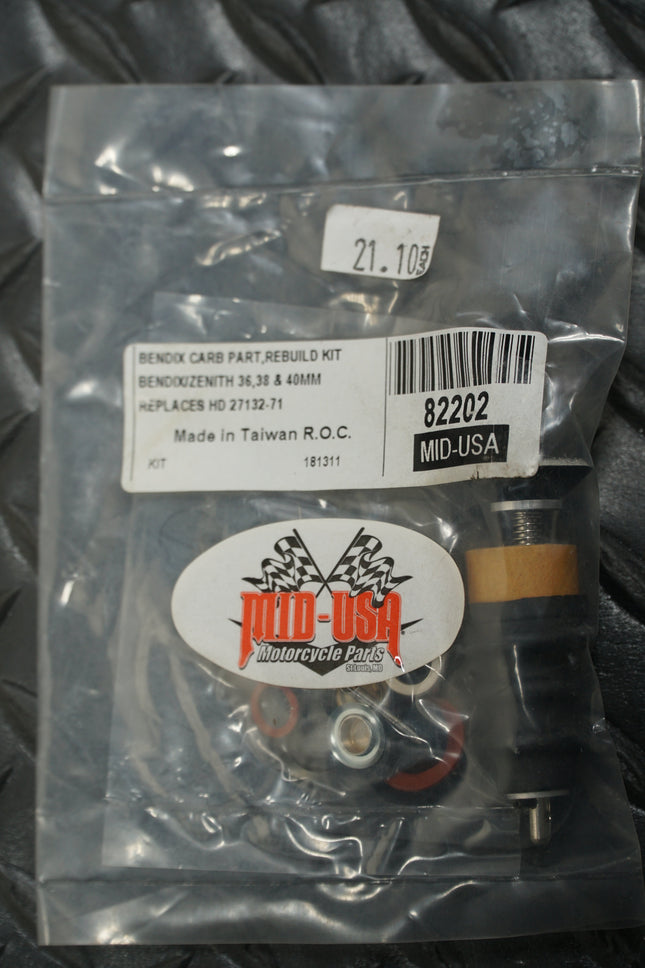 21.10 EACH
BENDIX CARB PART,REBUILD KIT
BENDIX/ZENITH 36,38 & 40MM
REPLACES HD 27132-71
Made in Taiwan R.O.C.
KIT 181311
82202
MID-USA
MID-USA
Motorcycle Parts
St Louis, MO